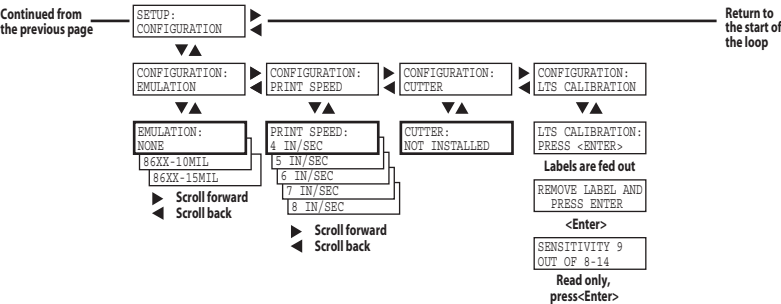 Continued from
the previous page
SETUP:
CONFIGURATION
Return to
the start of
the loop
CONFIGURATION:
EMULATION
CONFIGURATION:
PRINT SPEED
CONFIGURATION:
CUTTER
CONFIGURATION:
LTS CALIBRATION
EMULATION:
NONE
86XX-10MIL
86XX-15MIL
Scroll forward
Scroll back
PRINT SPEED:
4 IN/SEC
5 IN/SEC
6 IN/SEC
7 IN/SEC
8 IN/SEC
Scroll forward
Scroll back
CUTTER:
NOT INSTALLED
LTS CALIBRATION:
PRESS <ENTER>
Labels are fed out
REMOVE LABEL AND
PRESS ENTER
<Enter>
SENSITIVITY 9
OUT OF 8-14
Read only,
press<Enter>